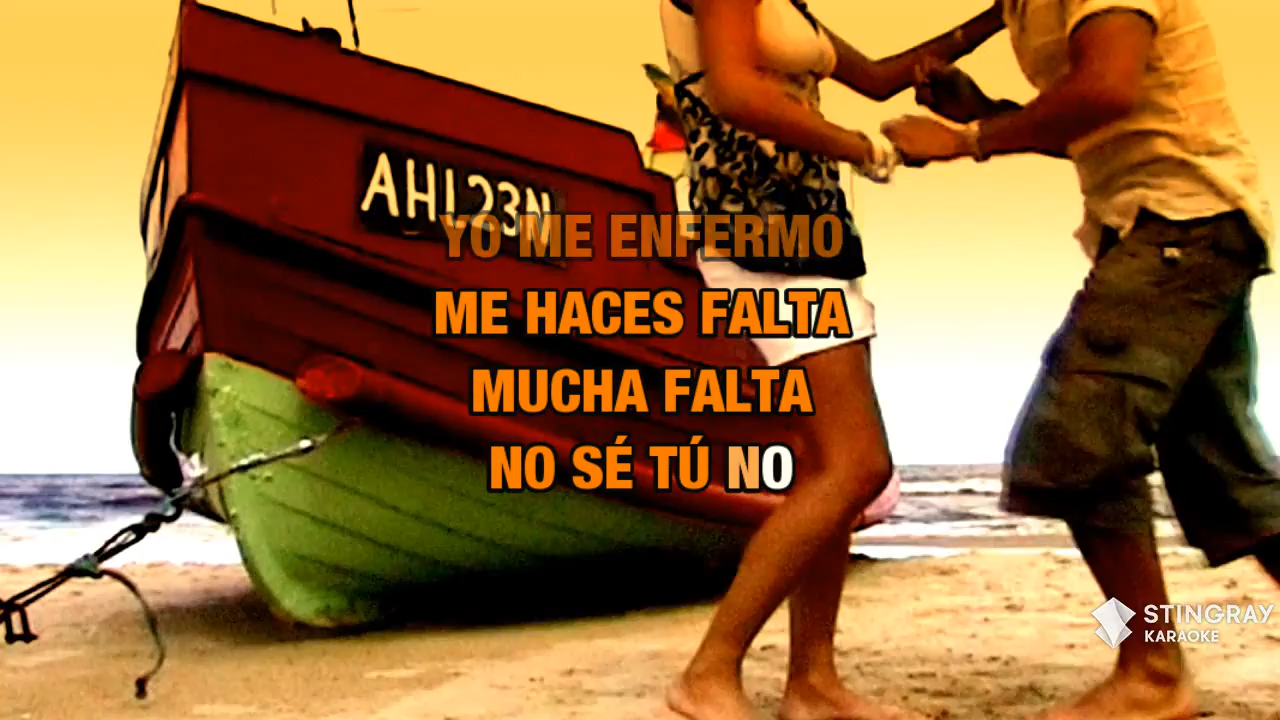 AHL23N
YO ME ENFERMO
ME HACES FALTA
MUCHA FALTA
NO SÉ TÚ NO
STINGRAY
KARAOKE